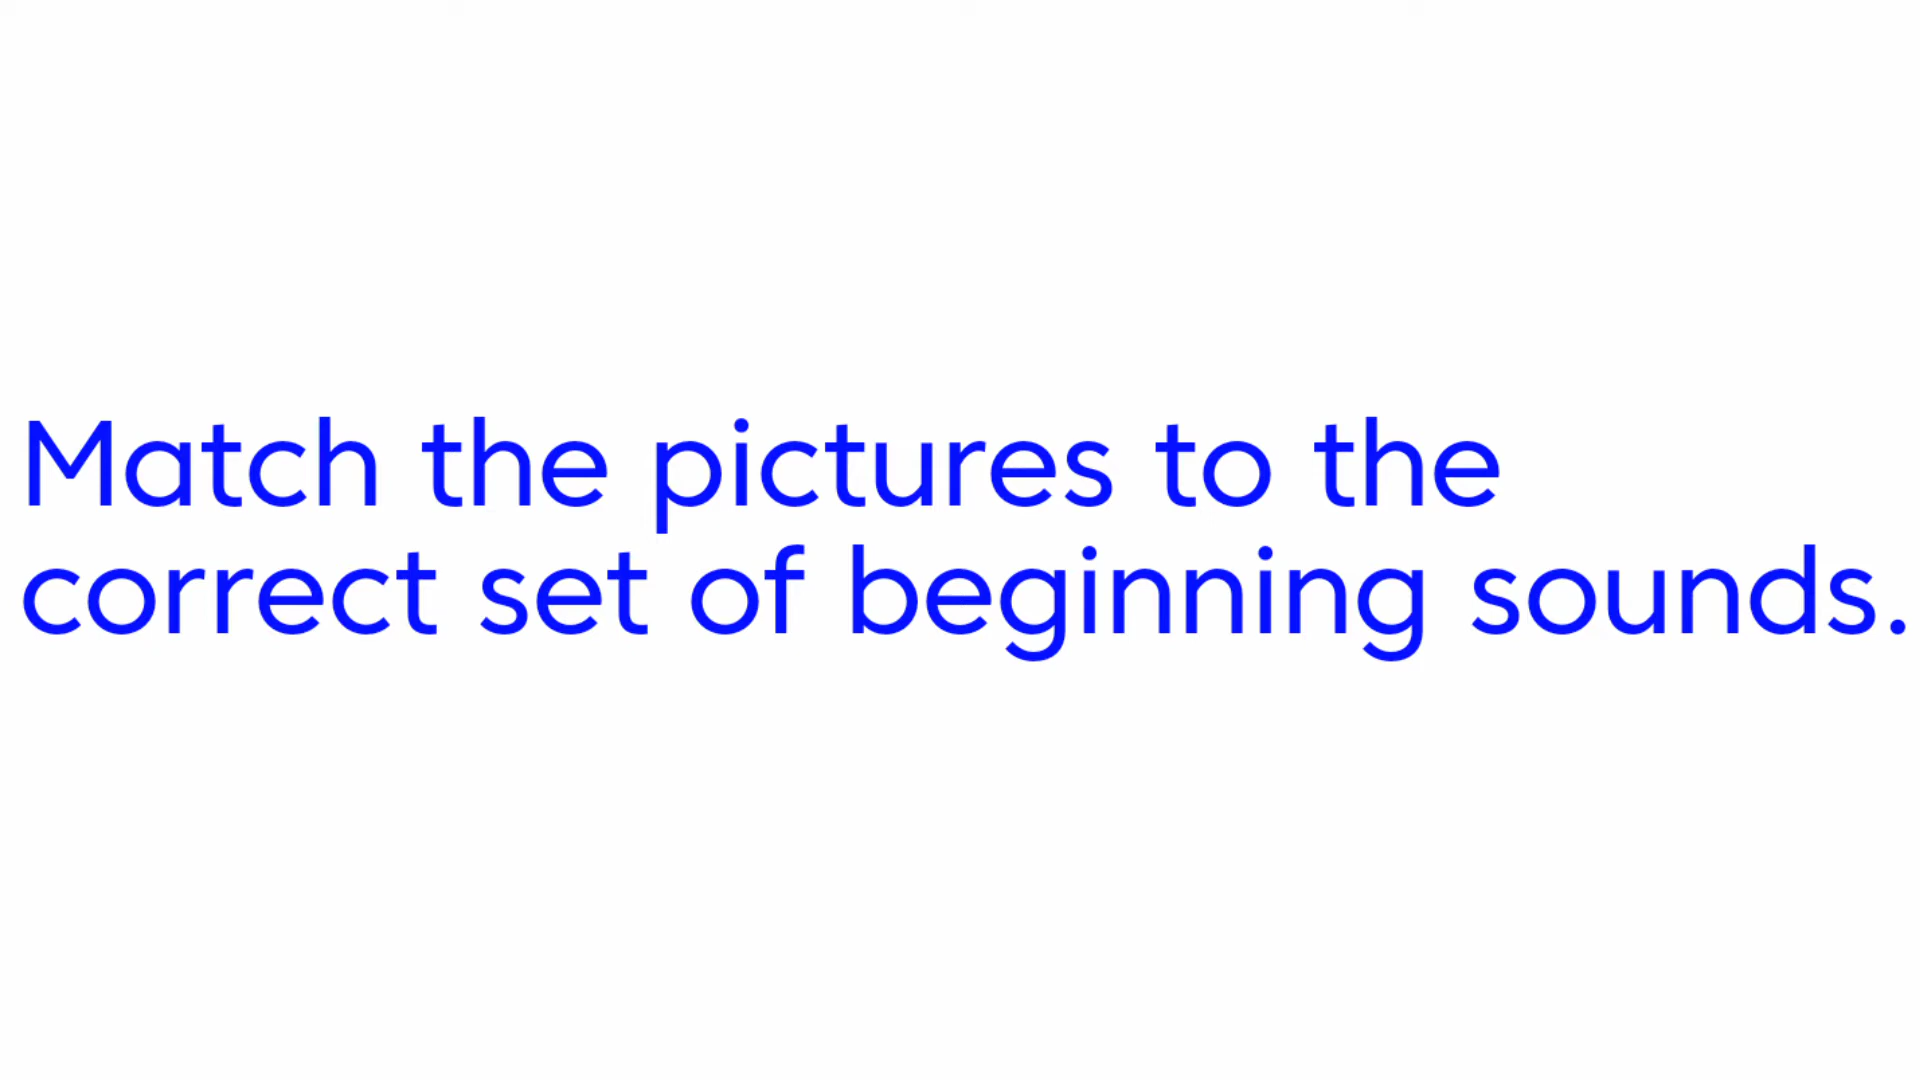 Match the pictures to the
correct set of beginning sounds.